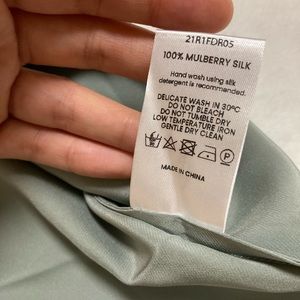 21R1FDR05
100% MULBERRY SILK
Hand wash using silk
detergent is recommended.
DELICATE WASH IN 30°C
DO NOT BLEACH
DO NOT TUMBLE DRY
LOW TEMPERATURE IRON
GENTLE DRY CLEAN
MADE IN CHINA